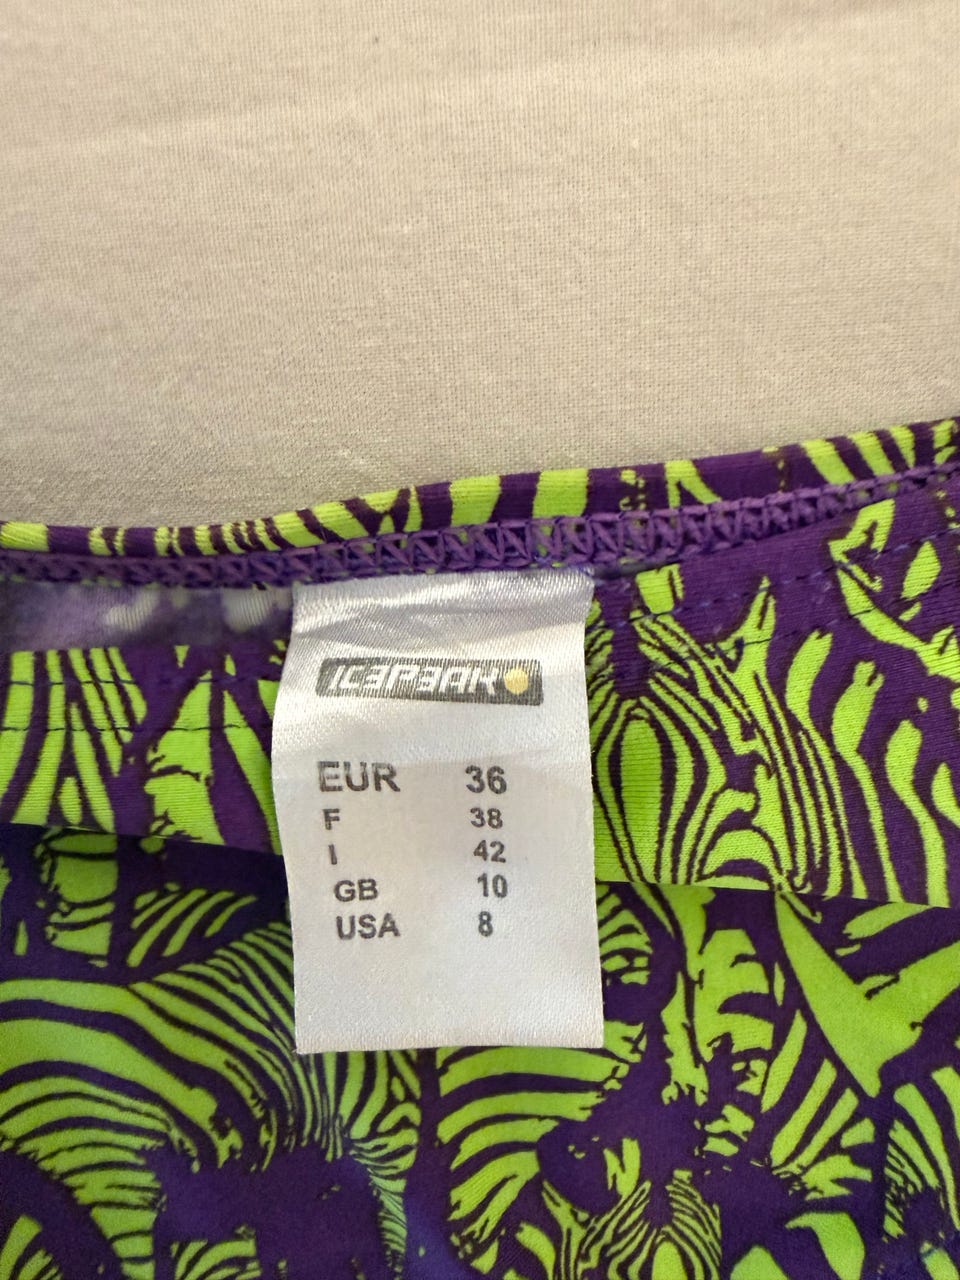 ICEPEAK
EUR 36
F 38
I 42
GB 10
USA 8